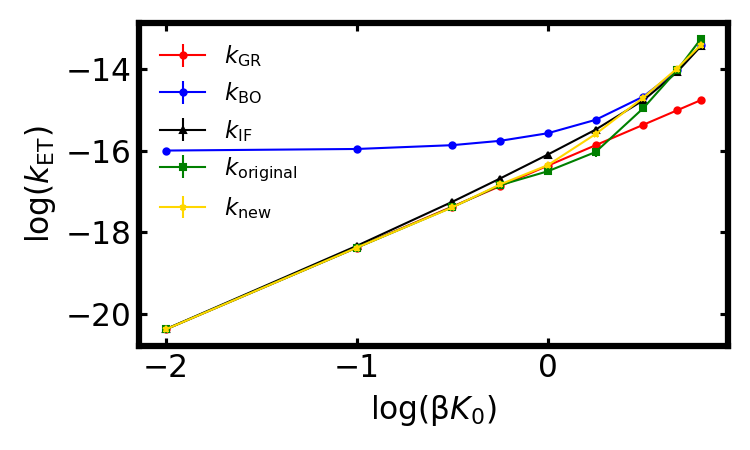 log(k_ET)
−14
−16
−18
−20
k_GR
k_BO
k_IF
k_original
k_new
−2
−1
0
log(βK_0)